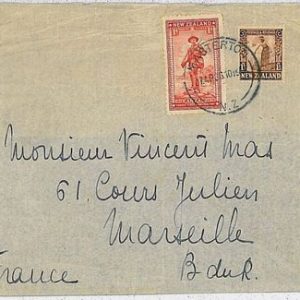 NEW ZEALAND
NEW ZEALAND
N.Z
Monsieur Vincent Mas
61. Cours Julien
Marseille
France B du R.